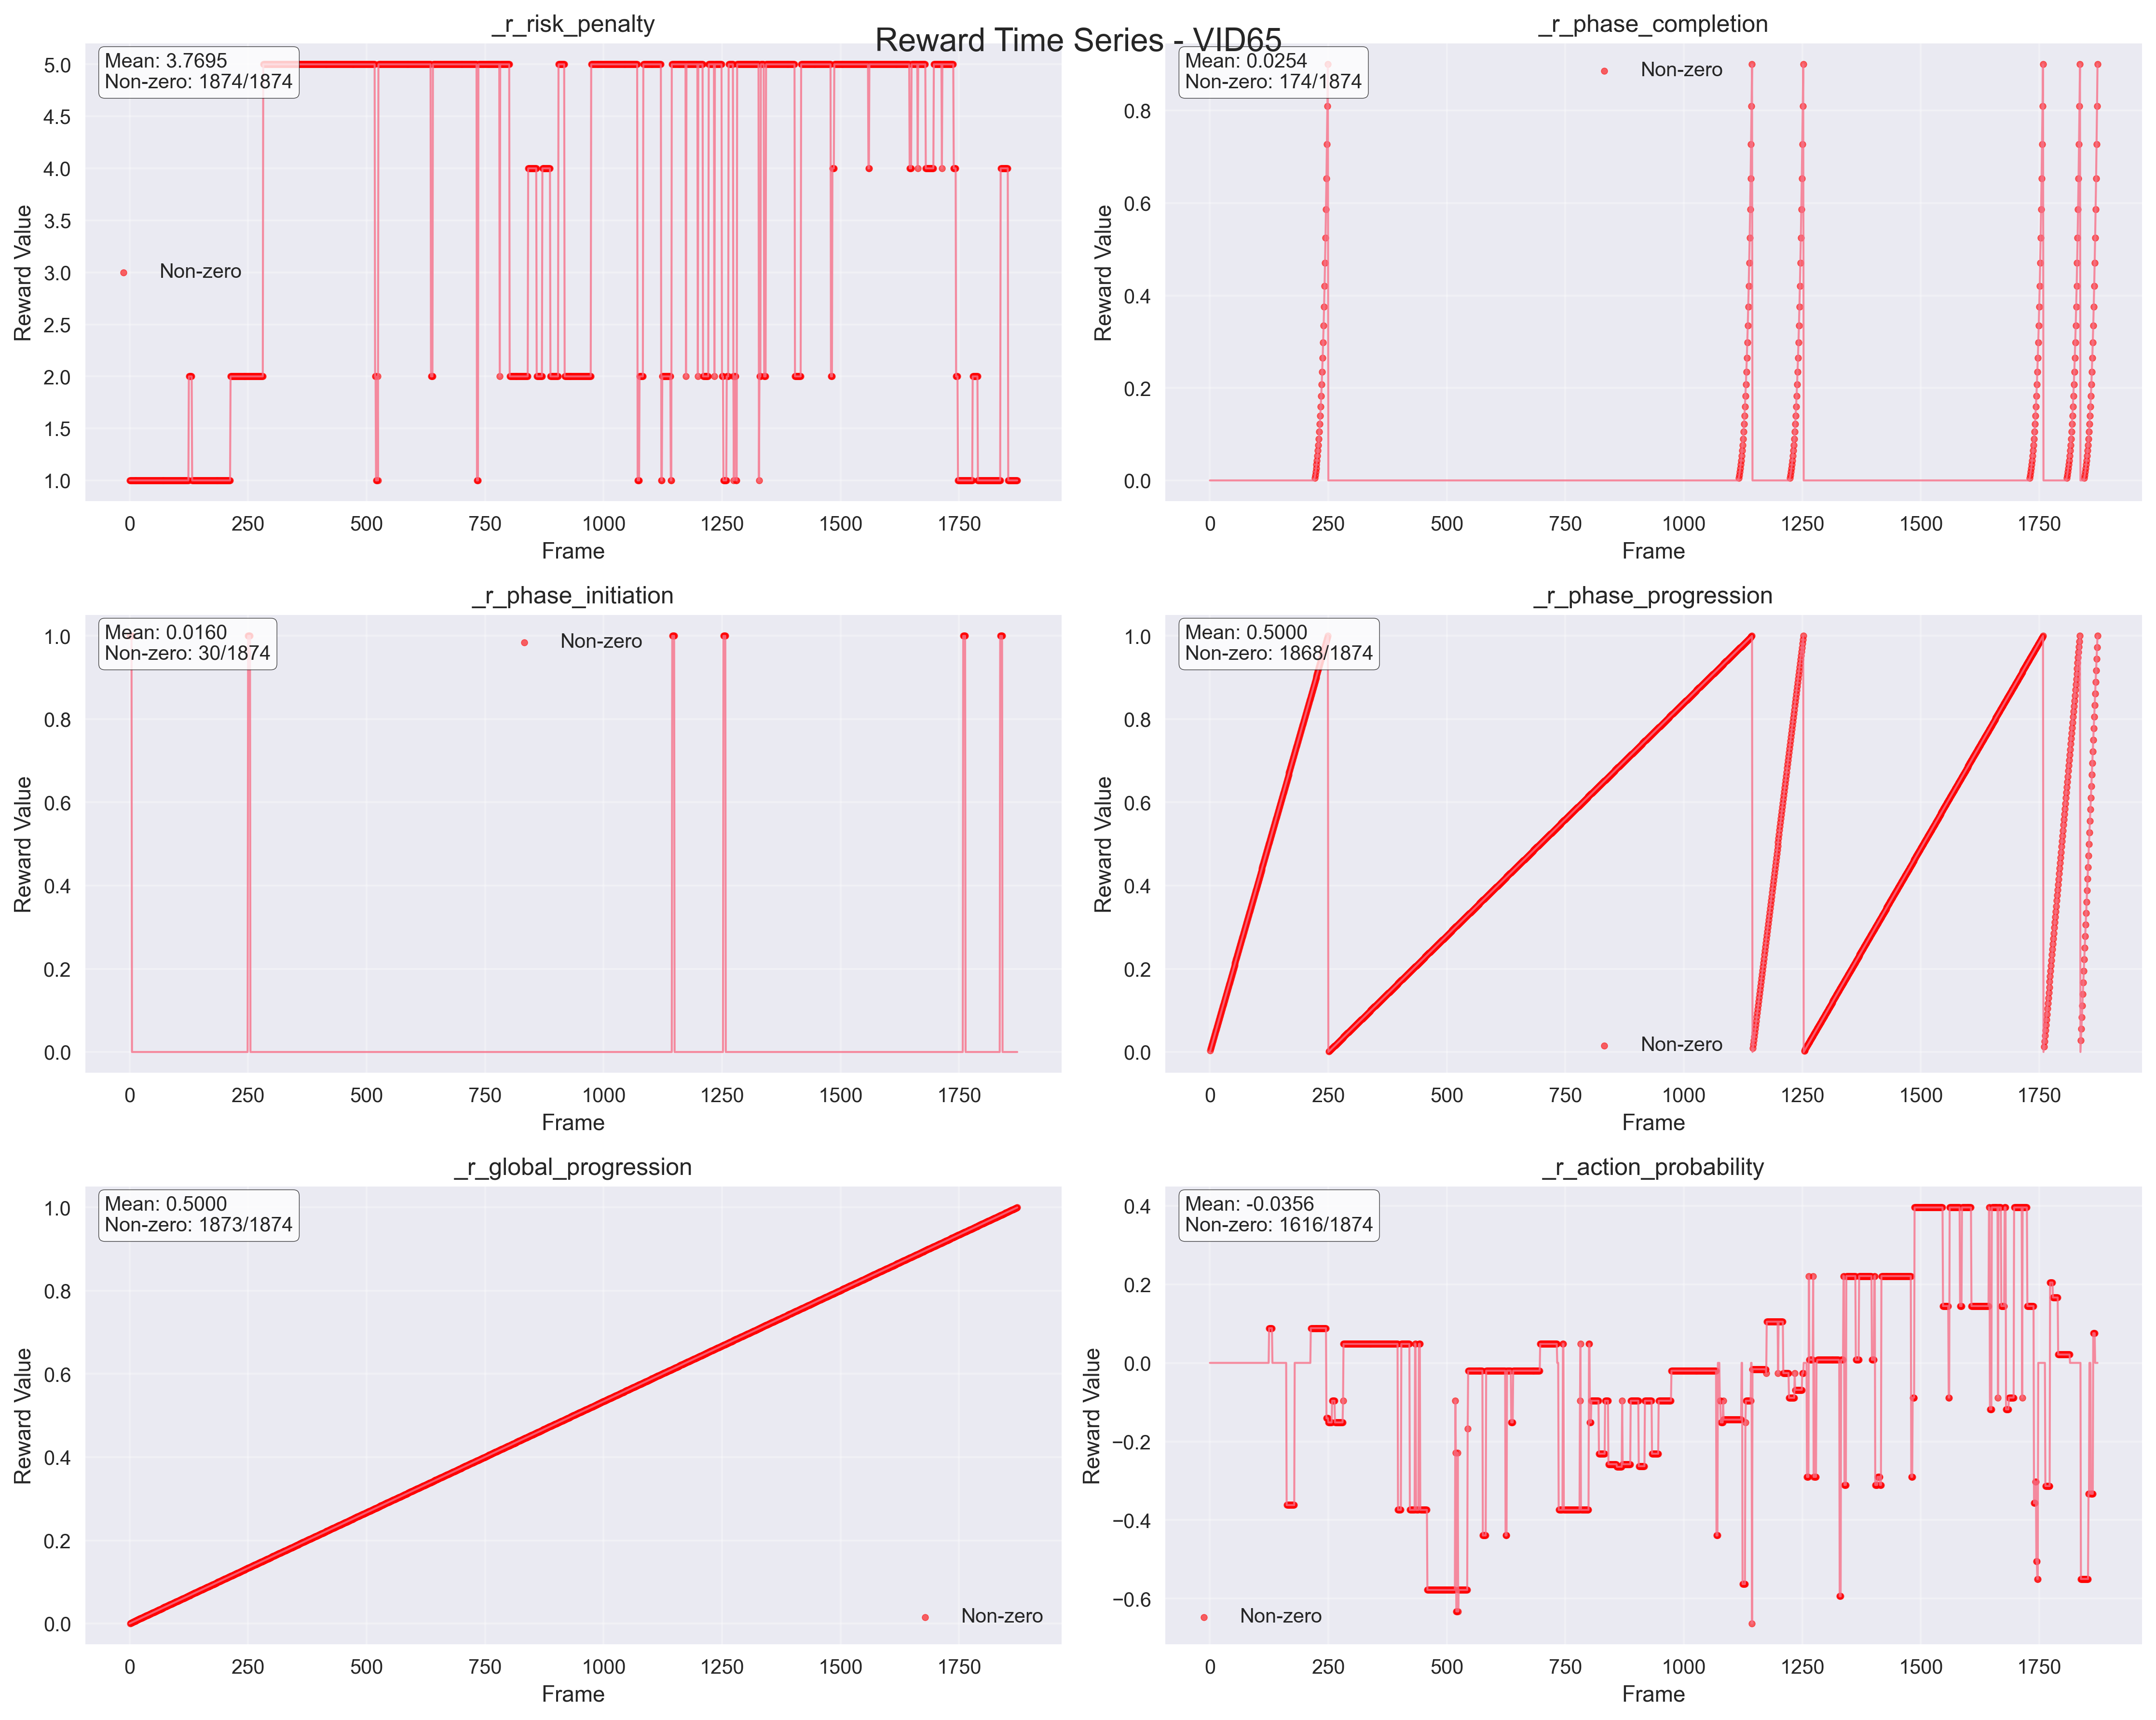 Reward Time Series - VID65
_r_risk_penalty
Mean: 3.7695
Non-zero: 1874/1874
Non-zero
5.0
4.5
4.0
3.5
3.0
2.5
2.0
1.5
1.0
Reward Value
0 250 500 750 1000 1250 1500 1750
Frame
_r_phase_completion
Mean: 0.0254
Non-zero: 174/1874
Non-zero
0.8
0.6
0.4
0.2
0.0
Reward Value
0 250 500 750 1000 1250 1500 1750
Frame
_r_phase_initiation
Mean: 0.0160
Non-zero: 30/1874
Non-zero
1.0
0.8
0.6
0.4
0.2
0.0
Reward Value
0 250 500 750 1000 1250 1500 1750
Frame
_r_phase_progression
Mean: 0.5000
Non-zero: 1868/1874
Non-zero
1.0
0.8
0.6
0.4
0.2
0.0
Reward Value
0 250 500 750 1000 1250 1500 1750
Frame
_r_global_progression
Mean: 0.5000
Non-zero: 1873/1874
Non-zero
1.0
0.8
0.6
0.4
0.2
0.0
Reward Value
0 250 500 750 1000 1250 1500 1750
Frame
_r_action_probability
Mean: -0.0356
Non-zero: 1616/1874
Non-zero
0.4
0.2
0.0
−0.2
−0.4
−0.6
Reward Value
0 250 500 750 1000 1250 1500 1750
Frame